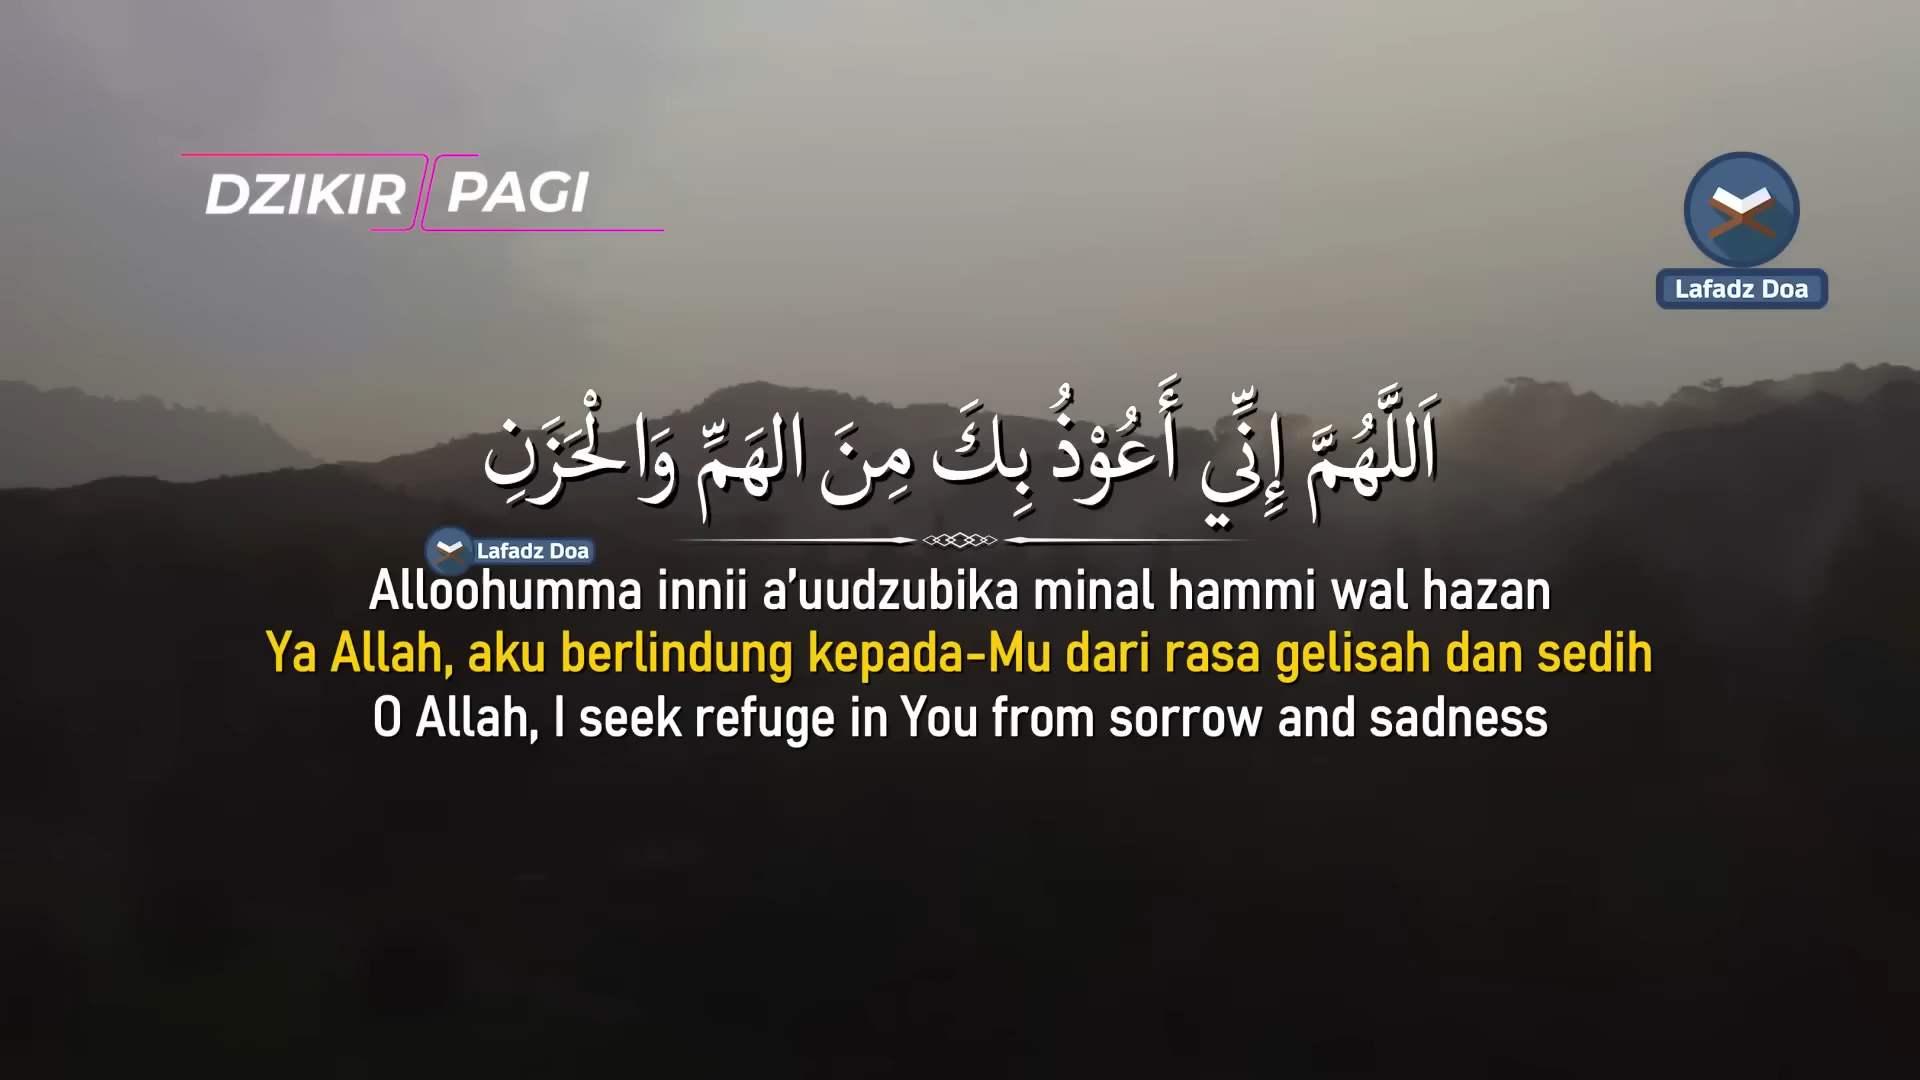 DZIKIR PAGI
Lafadz Doa
اَللَّهُمَّ إِنِّي أَعُوْذُ بِكَ مِنَ الهَمِّ وَالْحَزَنِ
Lafadz Doa
Alloohumma innii a’uudzubika minal hammi wal hazan
Ya Allah, aku berlindung kepada-Mu dari rasa gelisah dan sedih
O Allah, I seek refuge in You from sorrow and sadness